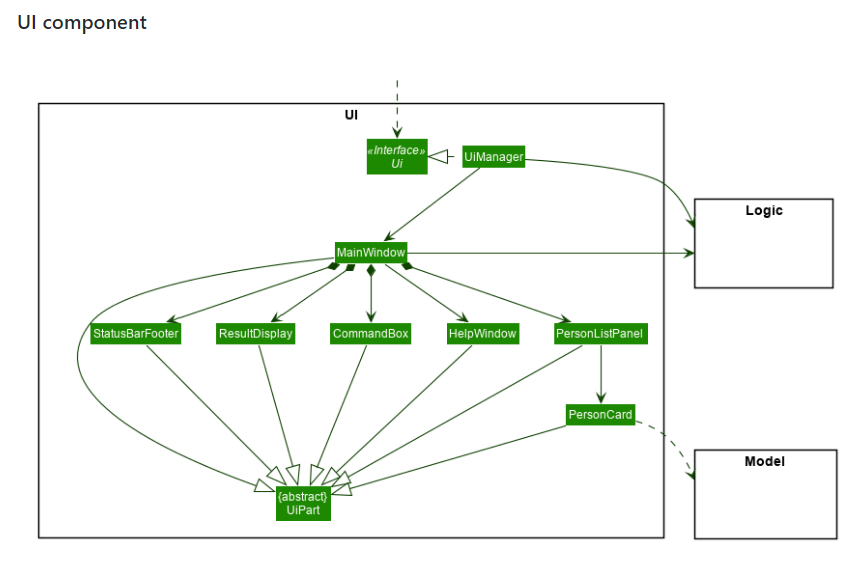 UI component
UI
«Interface»
Ui
UiManager
Logic
MainWindow
StatusBarFooter
ResultDisplay
CommandBox
HelpWindow
PersonListPanel
PersonCard
Model
{abstract}
UiPart